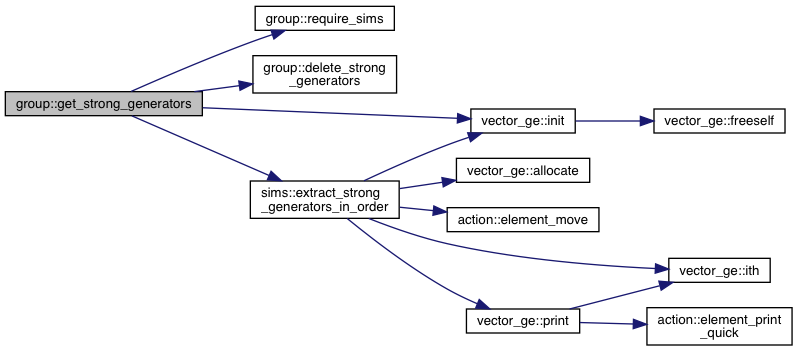 group::require_sims
group::delete_strong
_generators
group::get_strong_generators
vector_ge::init
vector_ge::freeself
vector_ge::allocate
sims::extract_strong
_generators_in_order
action::element_move
vector_ge::ith
vector_ge::print
action::element_print
_quick